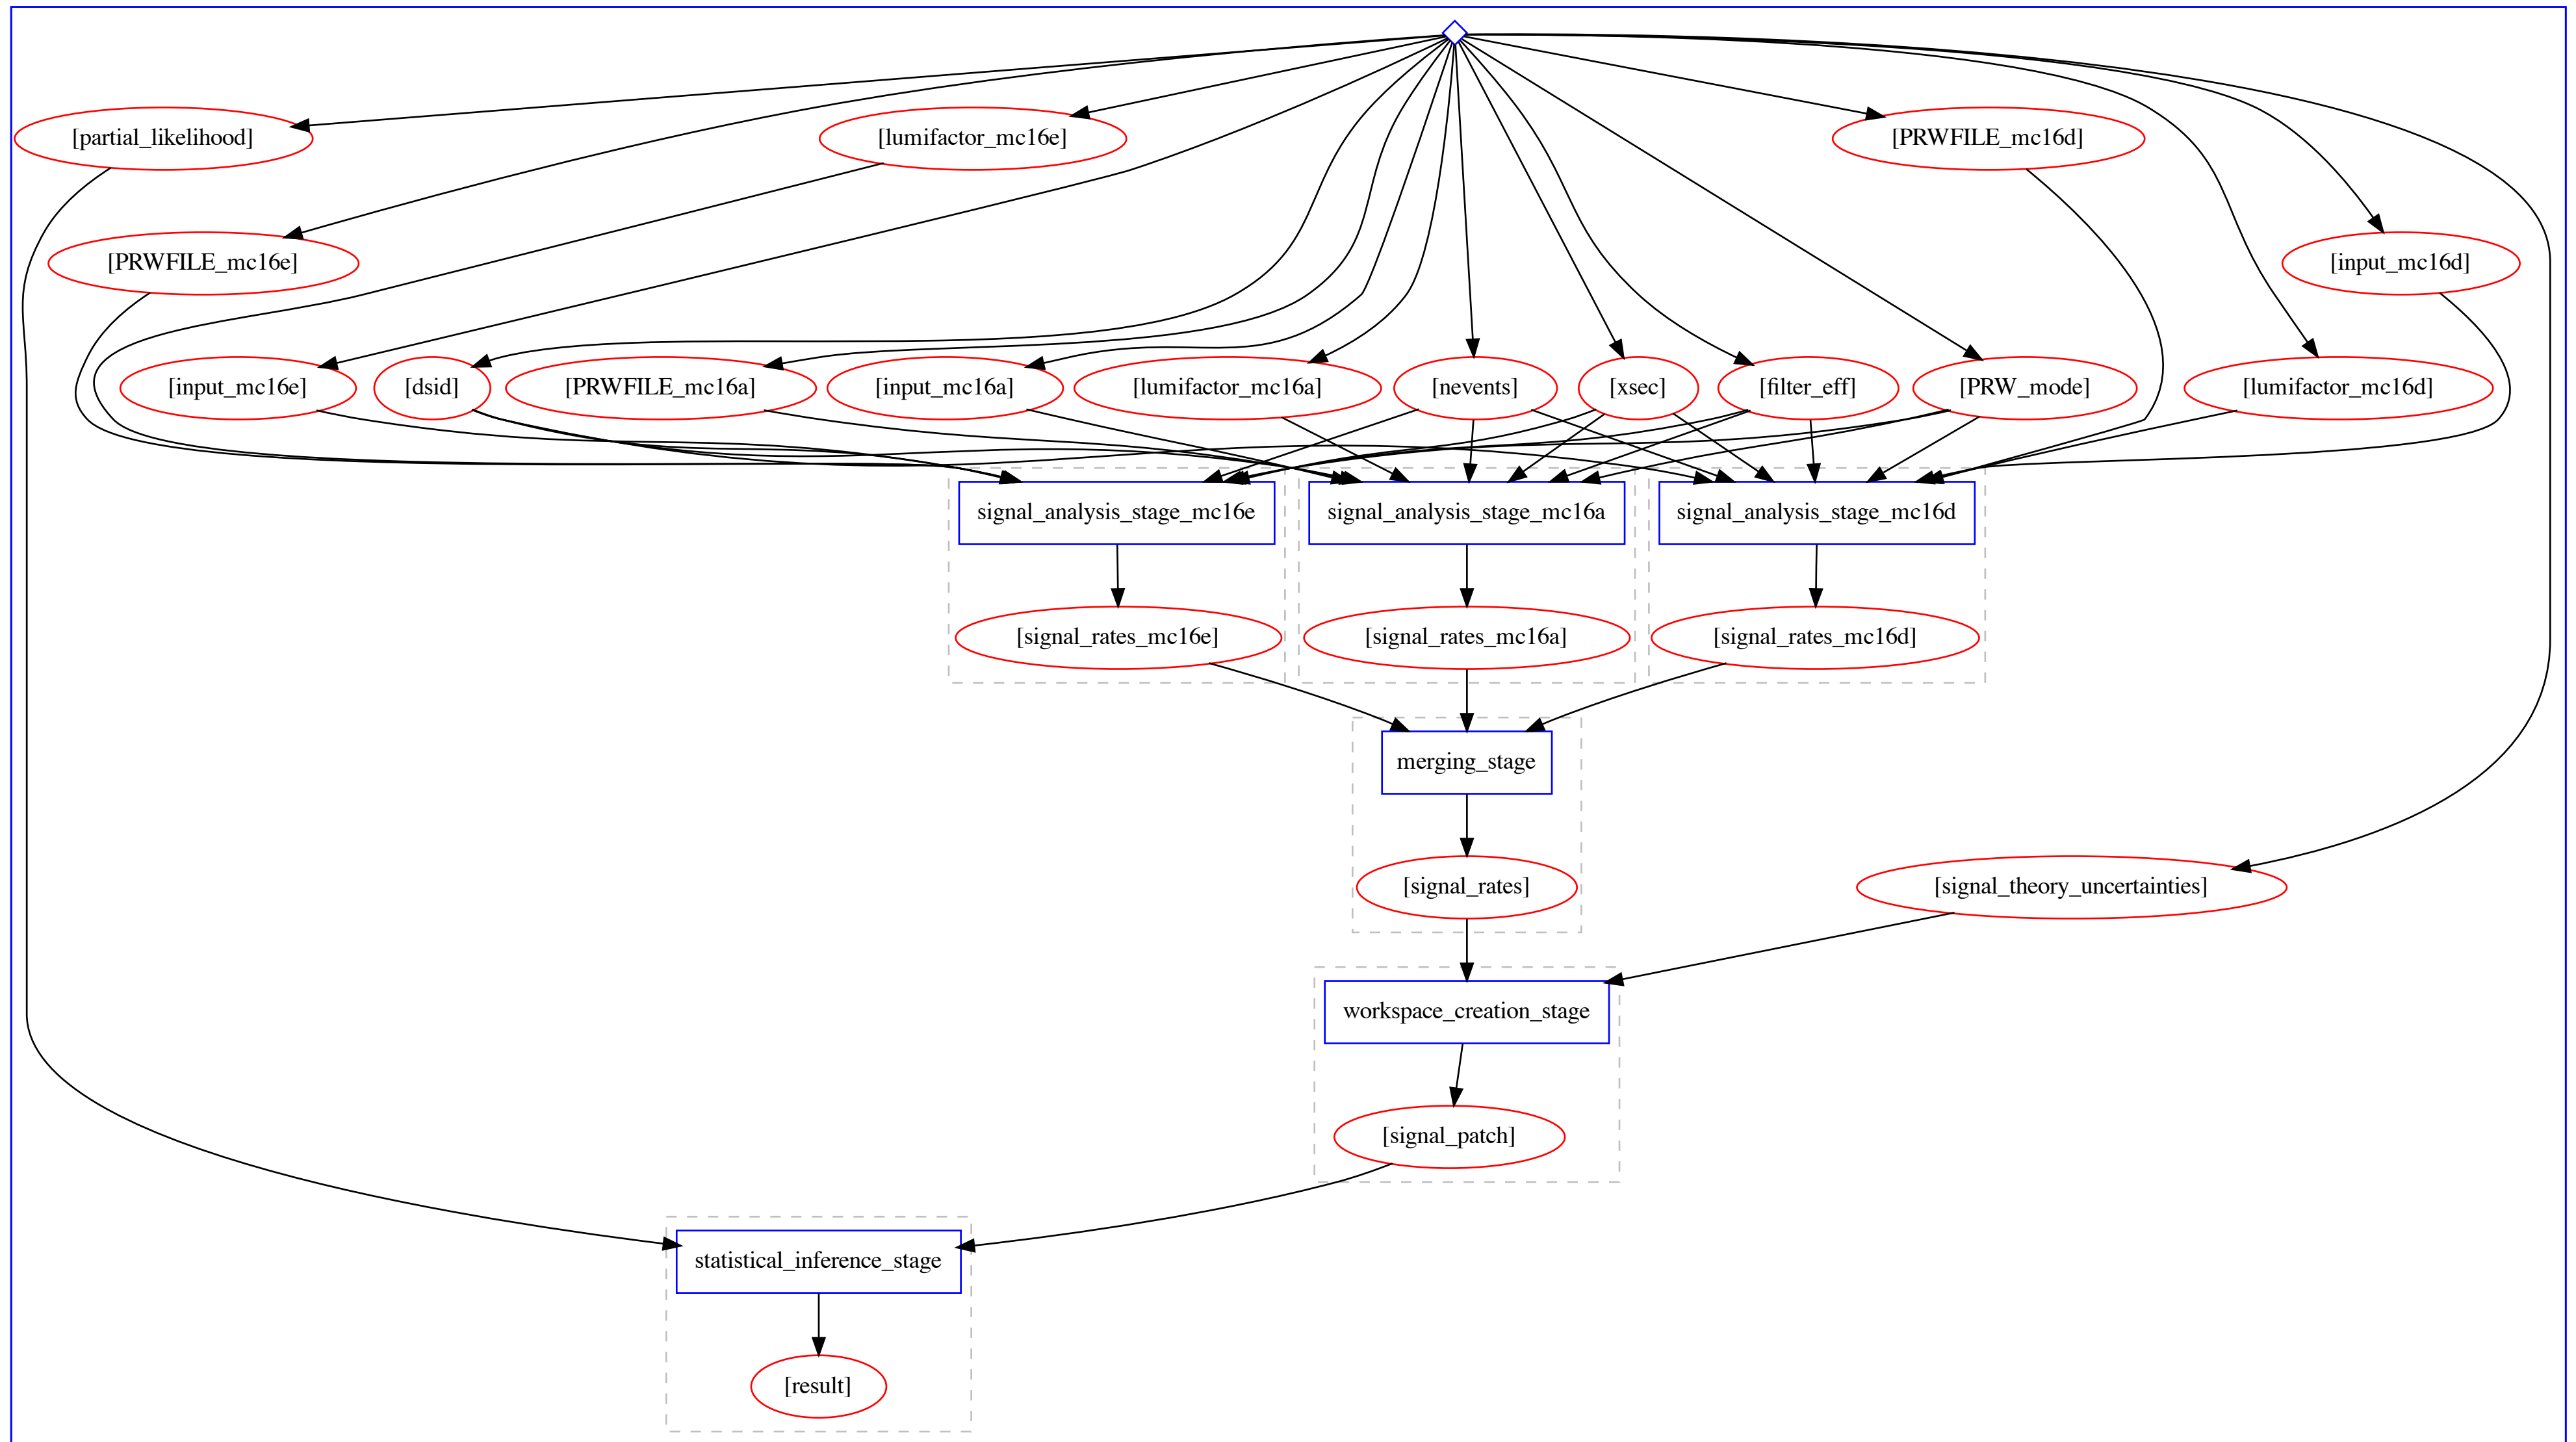 [partial_likelihood]
[lumifactor_mc16e]
[PRWFILE_mc16d]
[PRWFILE_mc16e]
[input_mc16d]
[input_mc16e]
[dsid]
[PRWFILE_mc16a]
[input_mc16a]
[lumifactor_mc16a]
[nevents]
[xsec]
[filter_eff]
[PRW_mode]
[lumifactor_mc16d]
signal_analysis_stage_mc16e
signal_analysis_stage_mc16a
signal_analysis_stage_mc16d
[signal_rates_mc16e]
[signal_rates_mc16a]
[signal_rates_mc16d]
merging_stage
[signal_rates]
[signal_theory_uncertainties]
workspace_creation_stage
[signal_patch]
statistical_inference_stage
[result]